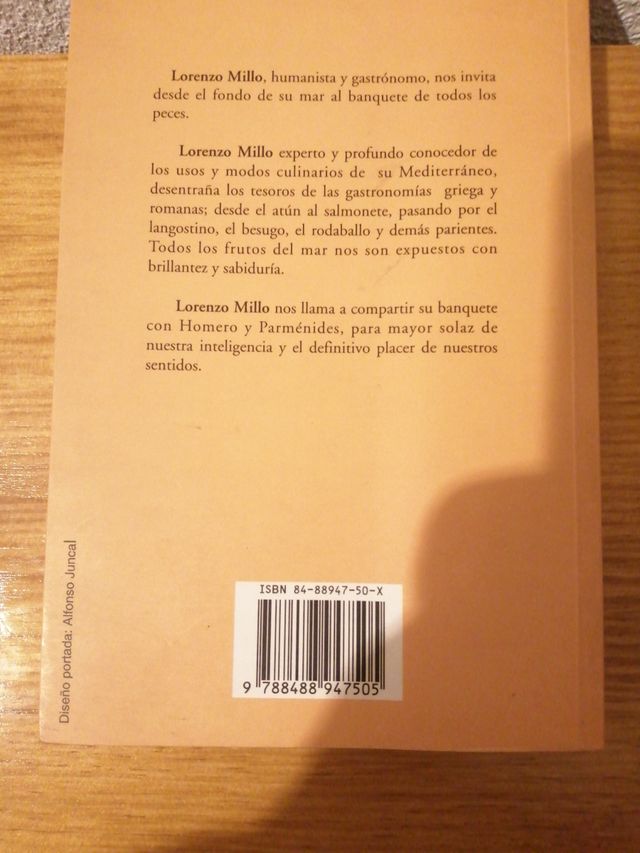 Lorenzo Millo, humanista y gastrónomo, nos invita
desde el fondo de su mar al banquete de todos los
peces.
Lorenzo Millo experto y profundo conocedor de
los usos y modos culinarios de su Mediterráneo,
desentraña los tesoros de las gastronomías griega y
romanas; desde el atún al salmonete, pasando por el
langostino, el besugo, el rodaballo y demás parientes.
Todos los frutos del mar nos son expuestos con
brillantez y sabiduría.
Lorenzo Millo nos llama a compartir su banquete
con Homero y Parménides, para mayor solaz de
nuestra inteligencia y el definitivo placer de nuestros
sentidos.
Diseño portada: Alfonso Juncal
ISBN 84-88947-50-X
9 788488 947505